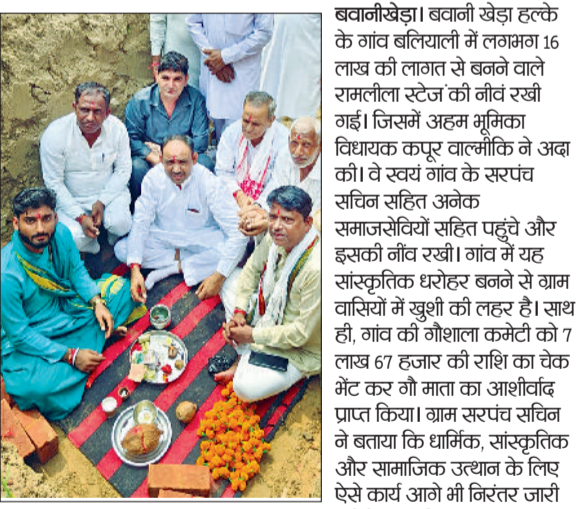 बवानीखेड़ा। बवानी खेड़ा हल्के
के गांव बलियाली में लगभग 16
लाख की लागत से बनने वाले
रामलीला स्टेज की नीवं रखी
गई। जिसमें अहम भूमिका
विधायक कपूर वाल्मीकि ने अदा
की। वे स्वयं गांव के सरपंच
सचिन सहित अनेक
समाजसेवियों सहित पहुंचे और
इसकी नींव रखी। गांव में यह
सांस्कृतिक धरोहर बनने से ग्राम
वासियों में खुशी की लहर है। साथ
ही, गांव की गौशाला कमेटी को 7
लाख 67 हजार की राशि का चेक
भेंट कर गौ माता का आशीर्वाद
प्राप्त किया। ग्राम सरपंच सचिन
ने बताया कि धार्मिक, सांस्कृतिक
और सामाजिक उत्थान के लिए
ऐसे कार्य आगे भी निरंतर जारी